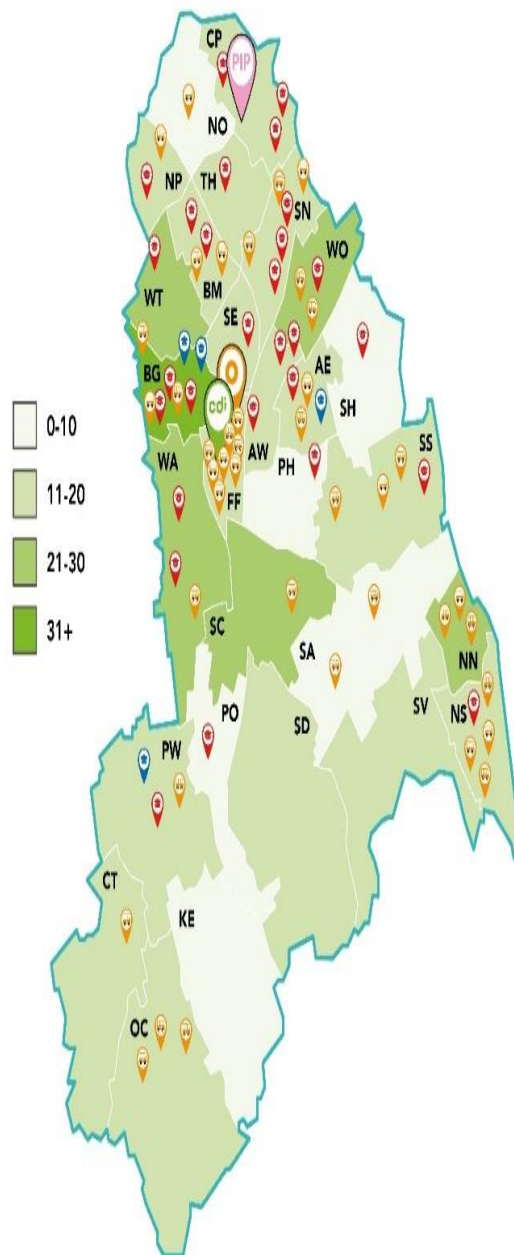 CP
PIP
NO
NP
TH
SN
WO
WT
BM
SE
BG
AE
cdi
SH
0-10
AW
SS
WA
PH
11-20
FF
21-30
31+
SC
SA
NN
PO
SD
SV
NS
PW
CT
KE
OC